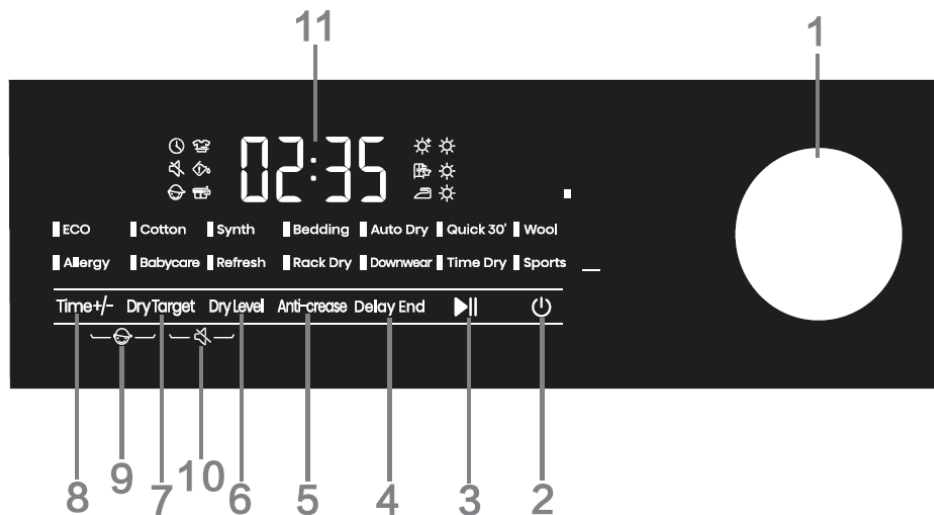 11
1
02:35
ECO Cotton Synth Bedding Auto Dry Quick 30' Wool
Allergy Babycare Refresh Rack Dry Downwear Time Dry Sports
Time+/- Dry Target Dry Level Anti-crease Delay End
8 9 7 10 6 5 4 3 2